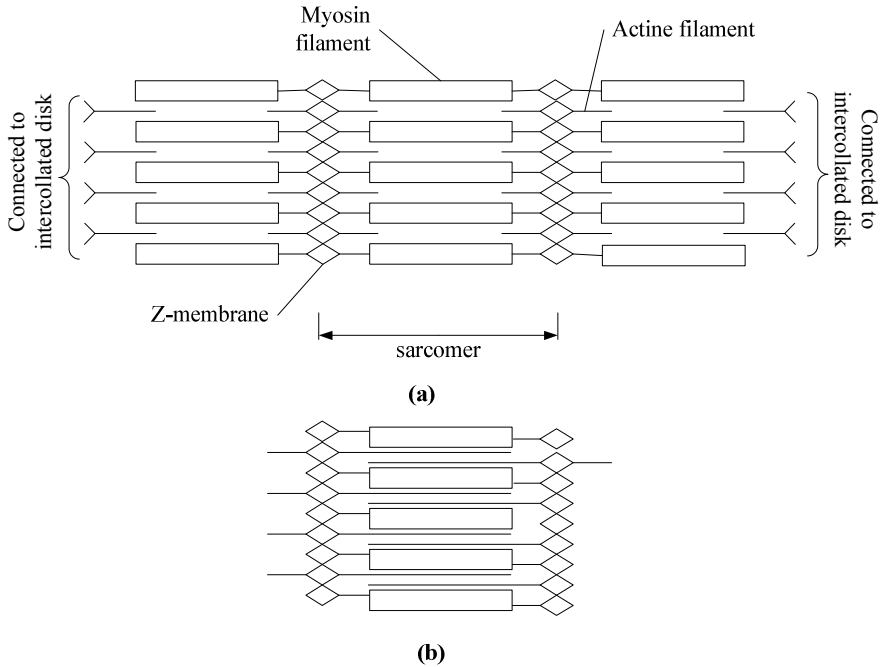 Myosin
filament
Actine filament
Connected to
intercollated disk
Connected to
intercollated disk
Z-membrane
sarcomer
(a)
(b)